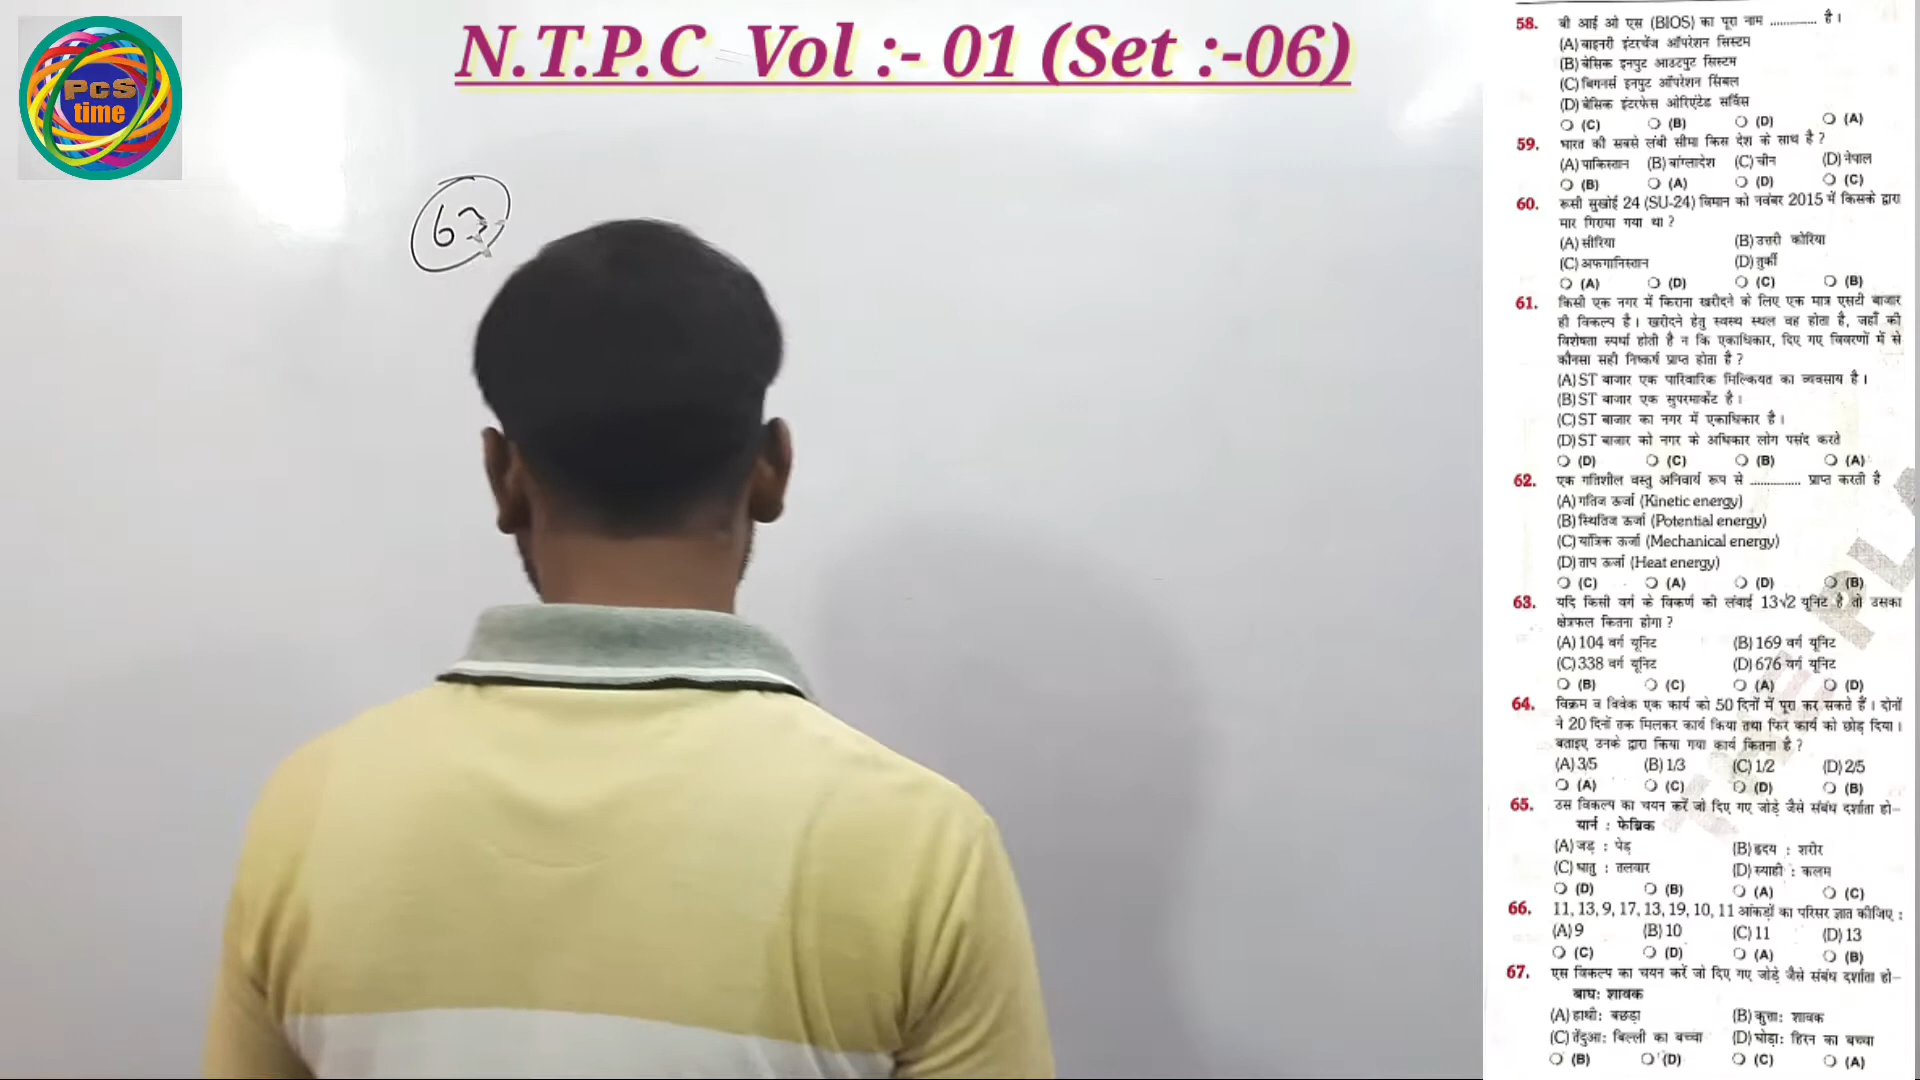 PcS
time
N.T.P.C Vol :- 01 (Set :-06)
63
58. बी आई ओ एस (BIOS) का पूरा नाम .............. है।
(A) बाइनरी इंटरचेंज ऑपरेशन सिस्टम
(B) बेसिक इनपुट आउटपुट सिस्टम
(C) बिगनर्स इनपुट ऑपरेशन सिंबल
(D) बेसिक इंटरफेस ओरिएंटेड सर्विस
(C) (B) (D) (A)
59. भारत की सबसे लंबी सीमा किस देश के साथ है ?
(A) पाकिस्तान (B) बांग्लादेश (C) चीन (D) नेपाल
(B) (A) (D) (C)
60. रूसी सुखोई 24 (SU-24) विमान को नवंबर 2015 में किसके द्वारा
मार गिराया गया था ?
(A) सीरिया (B) उत्तरी कोरिया
(C) अफगानिस्तान (D) तुर्की
(A) (D) (C) (B)
61. किसी एक नगर में किराना खरीदने के लिए एक मात्र एसटी बाजार
ही विकल्प है। खरीदने हेतु स्वस्थ स्थल वह होता है, जहाँ की
विशेषता स्पर्धा होती है न कि एकाधिकार, दिए गए विवरणों में से
कौनसा सही निष्कर्ष प्राप्त होता है ?
(A) ST बाजार एक पारिवारिक मिल्कियत का व्यवसाय है।
(B) ST बाजार एक सुपरमार्केट है।
(C) ST बाजार का नगर में एकाधिकार है।
(D) ST बाजार को नगर के अधिकार लोग पसंद करते
(D) (C) (B) (A)
62. एक गतिशील वस्तु अनिवार्य रूप से .............. प्राप्त करती है
(A) गतिज ऊर्जा (Kinetic energy)
(B) स्थितिज ऊर्जा (Potential energy)
(C) यांत्रिक ऊर्जा (Mechanical energy)
(D) ताप ऊर्जा (Heat energy)
(C) (A) (D) (B)
63. यदि किसी वर्ग के विकर्ण की लंबाई 13√2 यूनिट है तो उसका
क्षेत्रफल कितना होगा ?
(A) 104 वर्ग यूनिट (B) 169 वर्ग यूनिट
(C) 338 वर्ग यूनिट (D) 676 वर्ग यूनिट
(B) (C) (A) (D)
64. विक्रम व विवेक एक कार्य को 50 दिनों में पूरा कर सकते हैं। दोनों
ने 20 दिनों तक मिलकर कार्य किया तथा फिर कार्य को छोड़ दिया।
बताइए उनके द्वारा किया गया कार्य कितना है ?
(A) 3/5 (B) 1/3 (C) 1/2 (D) 2/5
(A) (C) (D) (B)
65. उस विकल्प का चयन करें जो दिए गए जोड़े जैसे संबंध दर्शाता हो–
यार्न : फेब्रिक
(A) जड़ : पेड़ (B) हृदय : शरीर
(C) धातु : तलवार (D) स्याही : कलम
(D) (B) (A) (C)
66. 11, 13, 9, 17, 13, 19, 10, 11 आंकड़ों का परिसर ज्ञात कीजिए :
(A) 9 (B) 10 (C) 11 (D) 13
(C) (D) (A) (B)
67. एस विकल्प का चयन करें जो दिए गए जोड़े जैसे संबंध दर्शाता हो–
बाघः शावक
(A) हाथीः बछड़ा (B) कुत्ताः शावक
(C) तेंदुआः बिल्ली का बच्चा (D) घोड़ाः हिरन का बच्चा
(B) (D) (C) (A)